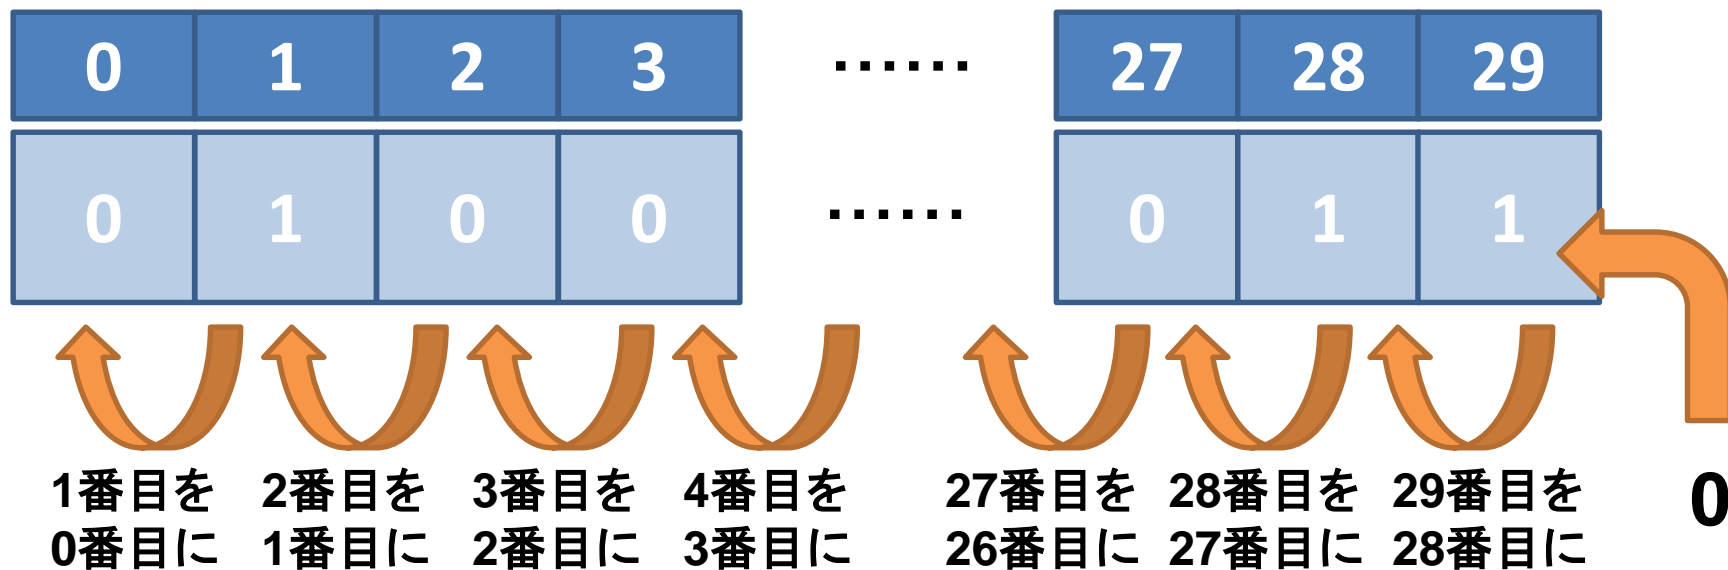 0 1 2 3 ······ 27 28 29
0 1 0 0 ······ 0 1 1
1番目を 2番目を 3番目を 4番目を 27番目を 28番目を 29番目を 0
0番目に 1番目に 2番目に 3番目に 26番目に 27番目に 28番目に